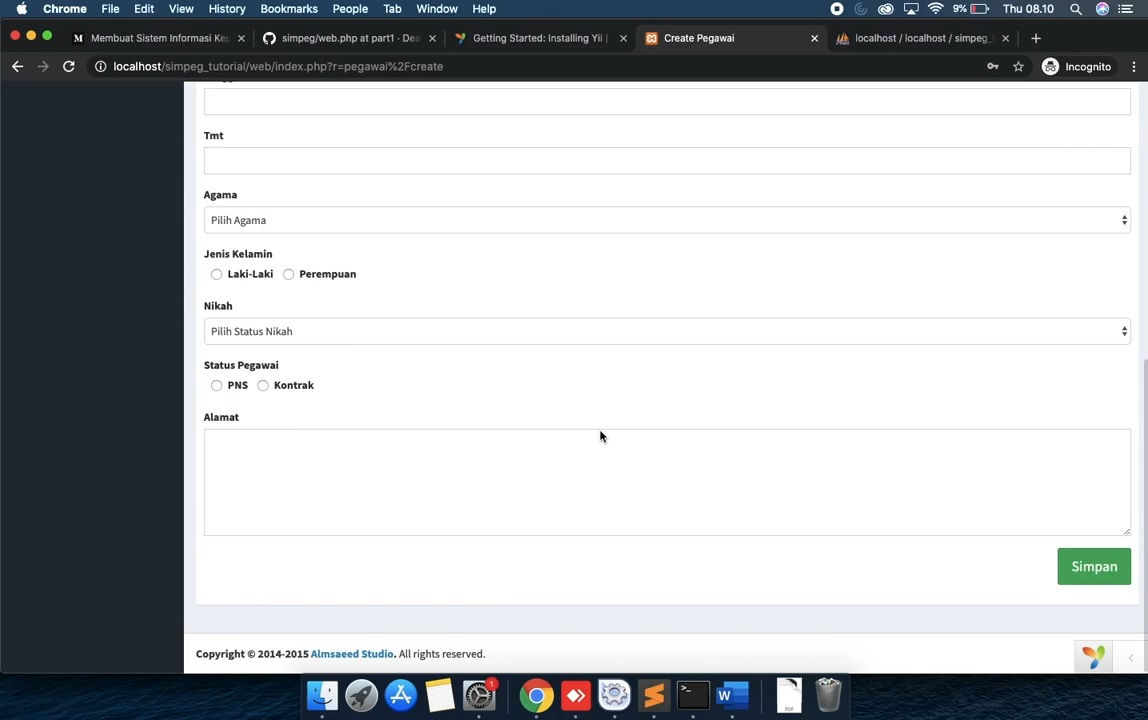 Chrome File Edit View History Bookmarks People Tab Window Help 9% Thu 08.10
Membuat Sistem Informasi Kep
simpeg/web.php at part1 · Dea
Getting Started: Installing Yii |
Create Pegawai
localhost / localhost / simpeg_
localhost/simpeg_tutorial/web/index.php?r=pegawai%2Fcreate
Incognito
Tmt
Agama
Pilih Agama
Jenis Kelamin
Laki-Laki Perempuan
Nikah
Pilih Status Nikah
Status Pegawai
PNS Kontrak
Alamat
Simpan
Copyright © 2014-2015 Almsaeed Studio. All rights reserved.